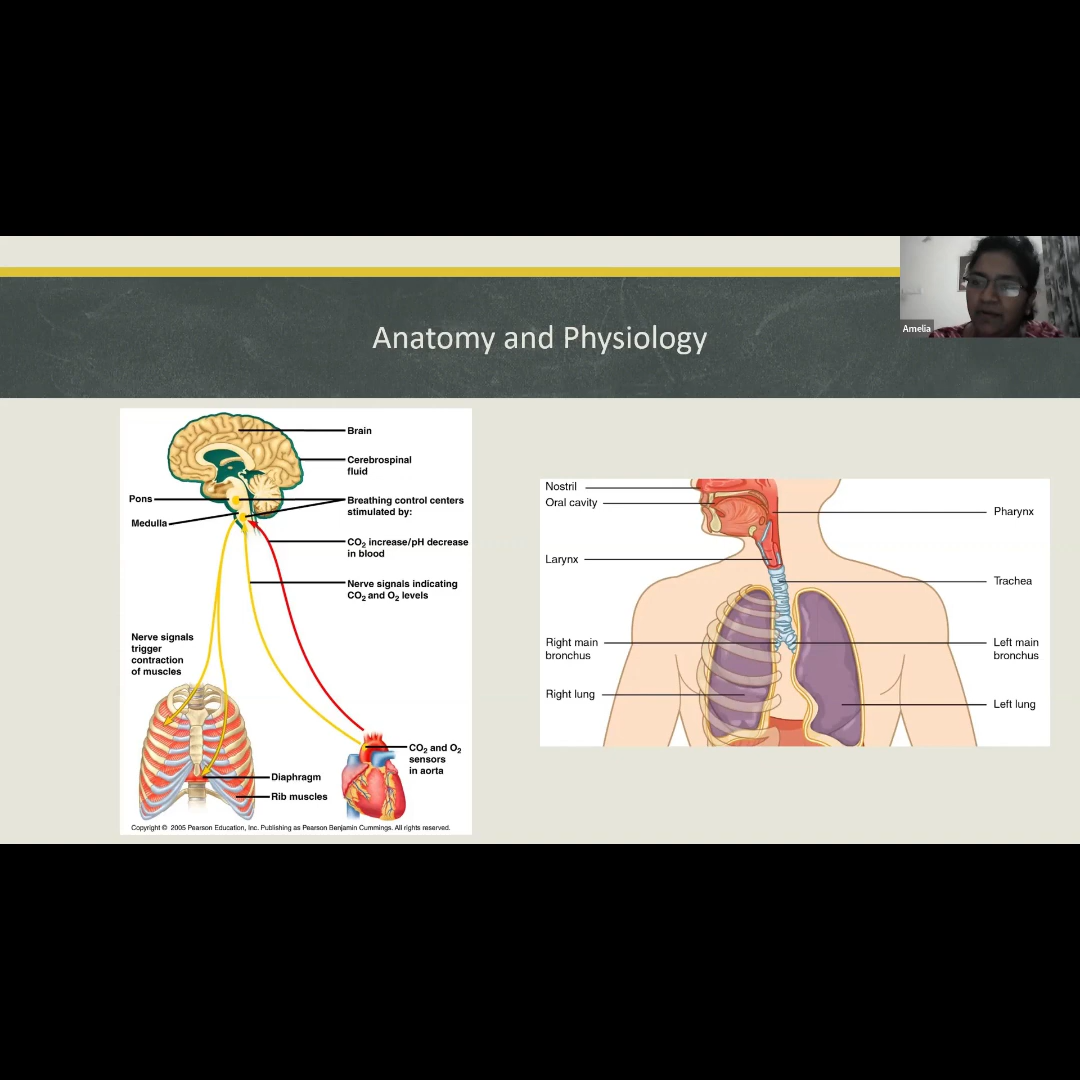 Amelia
Anatomy and Physiology
Brain
Cerebrospinal
fluid
Pons
Breathing control centers
stimulated by:
Medulla
CO₂ increase/pH decrease
in blood
Nerve signals indicating
CO₂ and O₂ levels
Nerve signals
trigger
contraction
of muscles
CO₂ and O₂
sensors
in aorta
Diaphragm
Rib muscles
Copyright © 2005 Pearson Education, Inc. Publishing as Pearson Benjamin Cummings. All rights reserved.
Nostril
Oral cavity
Pharynx
Larynx
Trachea
Right main
bronchus
Left main
bronchus
Right lung
Left lung